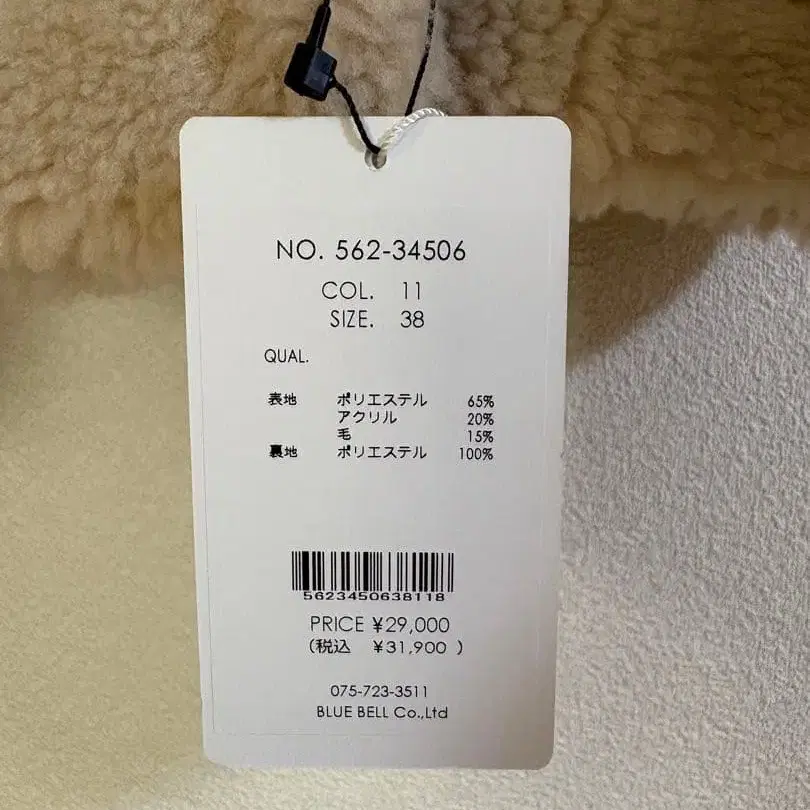 NO. 562-34506
COL. 11
SIZE. 38
QUAL.
表地 ポリエステル 65%
アクリル 20%
毛 15%
裏地 ポリエステル 100%
5623450638118
PRICE ¥29,000
(税込 ¥31,900 )
075-723-3511
BLUE BELL Co.,Ltd